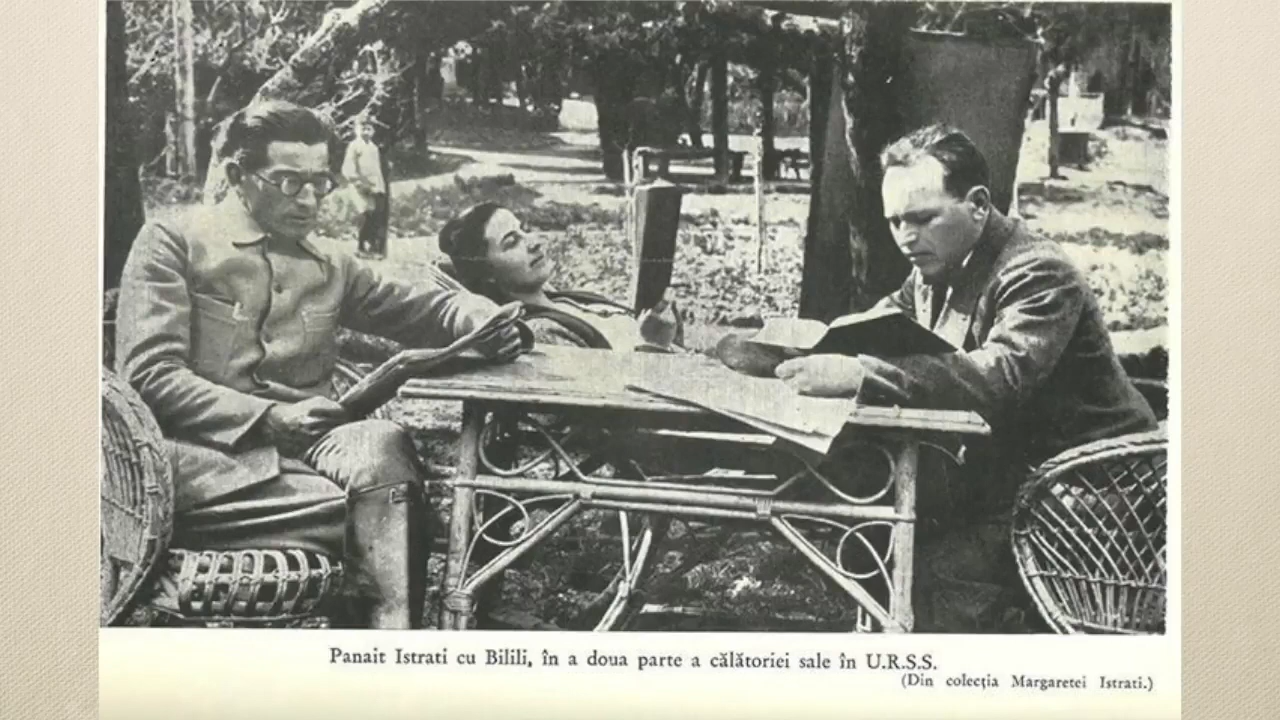 Panait Istrati cu Bilili, în a doua parte a călătoriei sale în U.R.S.S.
(Din colecția Margaretei Istrati.)